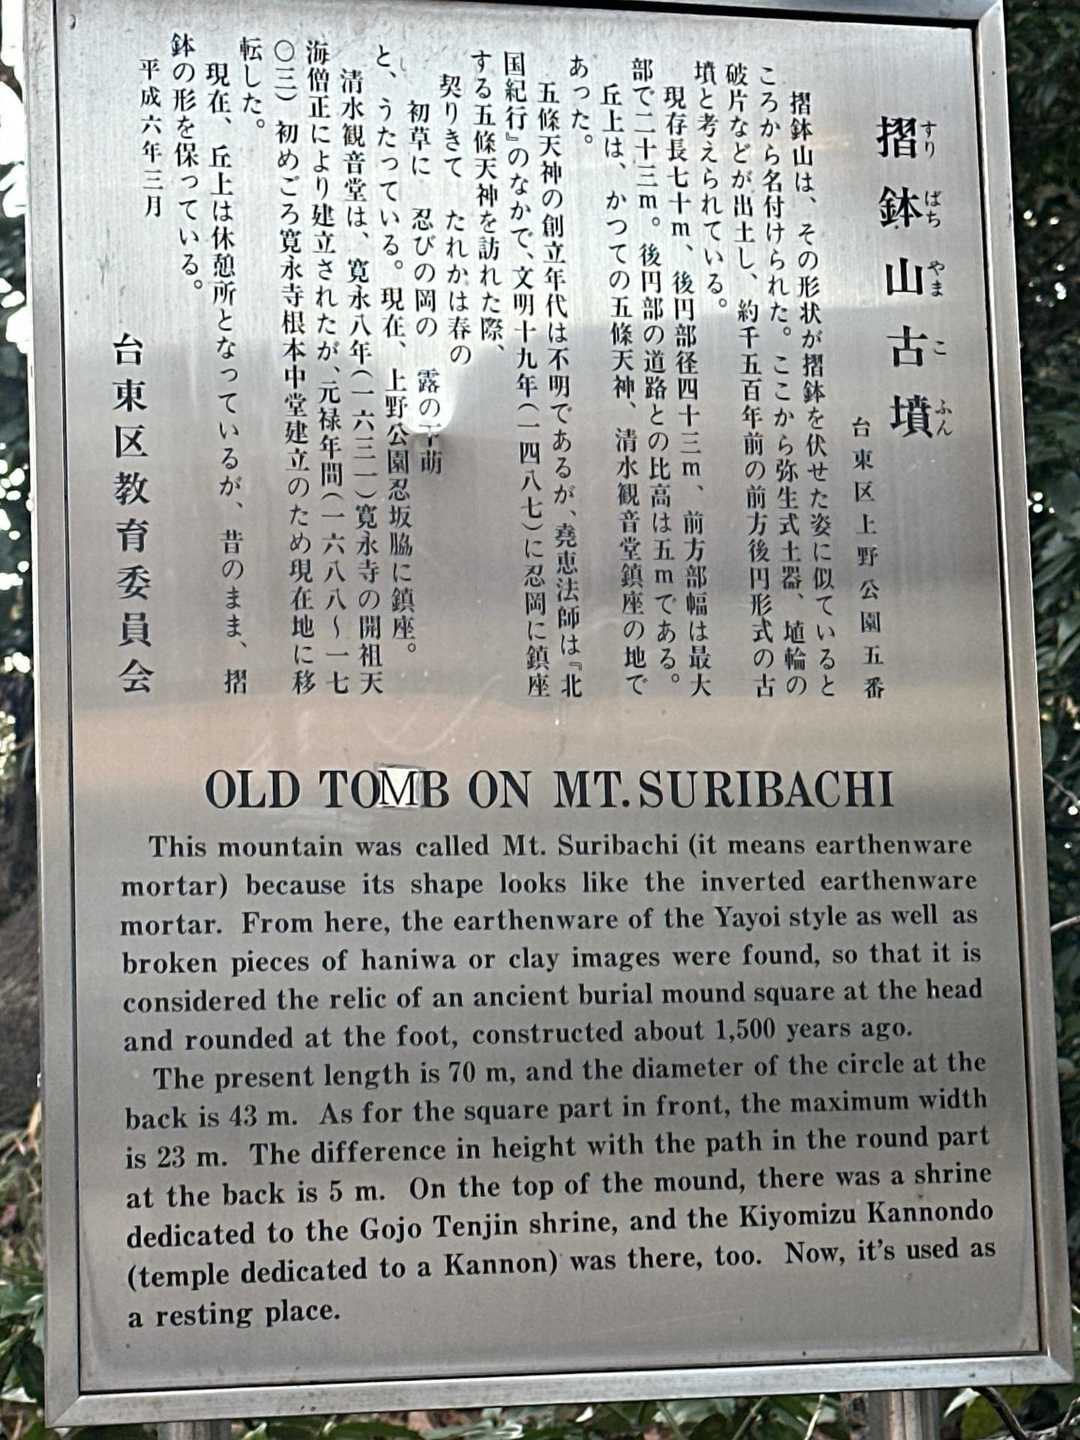 摺鉢山古墳
すり ばち やま こ ふん
台東区上野公園五番
摺鉢山は、その形状が摺鉢を伏せた姿に似ていると
ころから名付けられた。ここから弥生式土器、埴輪の
破片などが出土し、約千五百年前の前方後円形式の古
墳と考えられている。
現存長七十m、後円部径四十三m、前方部幅は最大
部で二十三m。後円部の道路との比高は五mである。
丘上は、かつての五條天神、清水観音堂鎮座の地で
あった。
五條天神の創立年代は不明であるが、堯恵法師は『北
国紀行』のなかで、文明十九年(一四八七)に忍岡に鎮座
する五條天神を訪れた際、
契りきて たれかは春の
初草に 忍びの岡の 露の下萌
と、うたっている。現在、上野公園忍坂脇に鎮座。
清水観音堂は、寛永八年(一六三一)寛永寺の開祖天
海僧正により建立されたが、元禄年間(一六八八〜一七
〇三)初めごろ寛永寺根本中堂建立のため現在地に移
転した。
現在、丘上は休憩所となっているが、昔のまま、摺
鉢の形を保っている。
平成六年三月
台東区教育委員会
OLD TOMB ON MT. SURIBACHI
This mountain was called Mt. Suribachi (it means earthenware
mortar) because its shape looks like the inverted earthenware
mortar. From here, the earthenware of the Yayoi style as well as
broken pieces of haniwa or clay images were found, so that it is
considered the relic of an ancient burial mound square at the head
and rounded at the foot, constructed about 1,500 years ago.
The present length is 70 m, and the diameter of the circle at the
back is 43 m. As for the square part in front, the maximum width
is 23 m. The difference in height with the path in the round part
at the back is 5 m. On the top of the mound, there was a shrine
dedicated to the Gojo Tenjin shrine, and the Kiyomizu Kannondo
(temple dedicated to a Kannon) was there, too. Now, it's used as
a resting place.